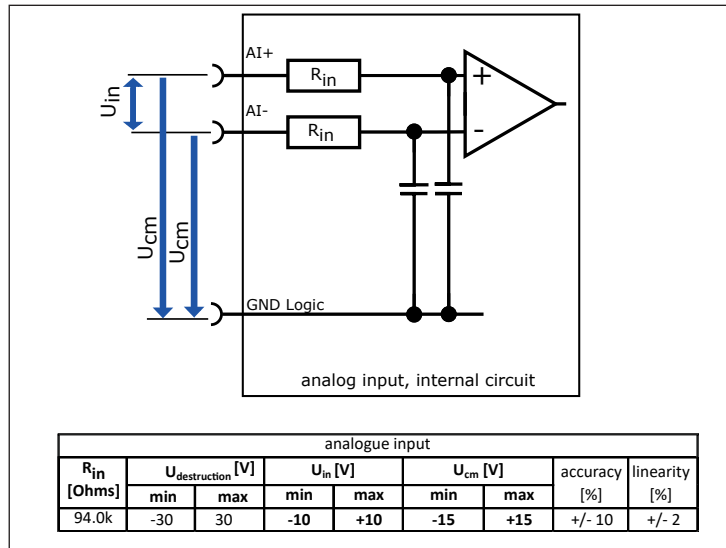 AI+
Rin
+
Uin
AI-
Rin
-
Ucm
Ucm
GND Logic
analog input, internal circuit
analogue input
Rin [Ohms] Udestruction [V] Uin [V] Ucm [V] accuracy [%] linearity [%]
min max min max min max
94.0k -30 30 -10 +10 -15 +15 +/- 10 +/- 2